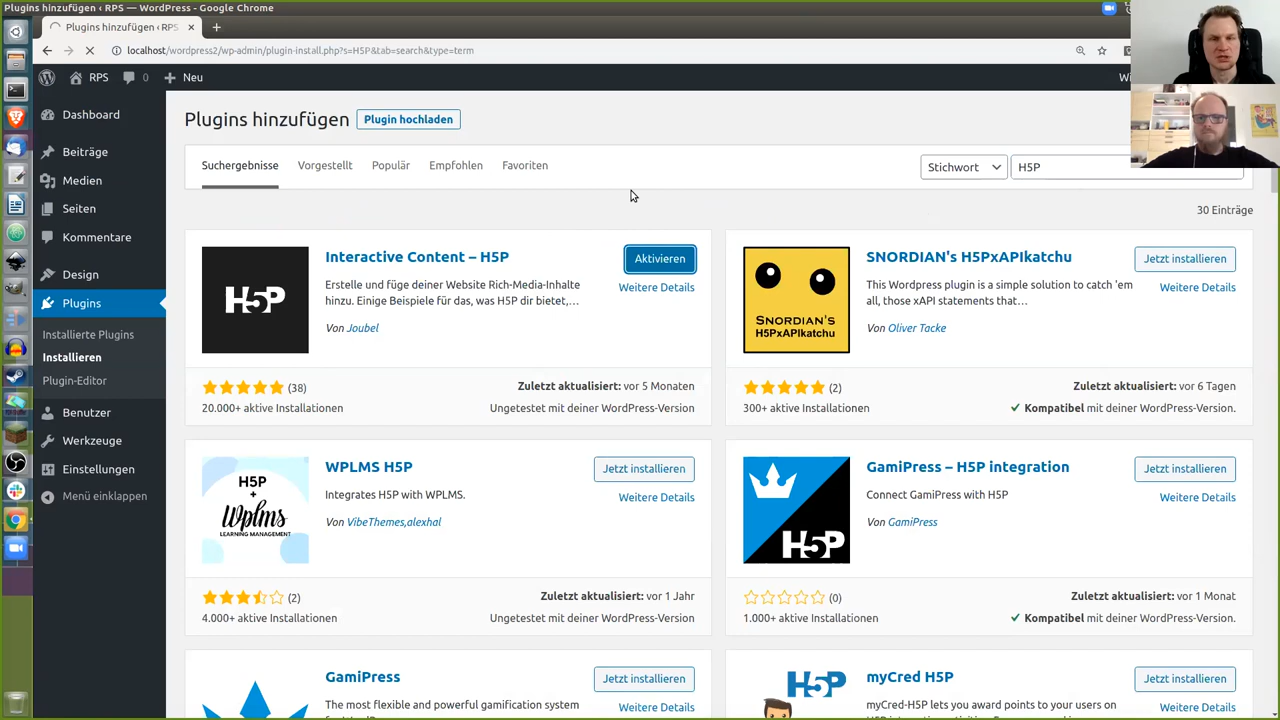 Plugins hinzufügen ‹ RPS — WordPress - Google Chrome
Plugins hinzufügen ‹ RPS
localhost/wordpress2/wp-admin/plugin-install.php?s=H5P&tab=search&type=term
RPS
0
Neu
Wi
Dashboard
Beiträge
Medien
Seiten
Kommentare
Design
Plugins
Installierte Plugins
Installieren
Plugin-Editor
Benutzer
Werkzeuge
Einstellungen
Menü einklappen
Plugins hinzufügen
Plugin hochladen
Suchergebnisse
Vorgestellt
Populär
Empfohlen
Favoriten
Stichwort
H5P
30 Einträge
H5P
Interactive Content – H5P
Aktivieren
Erstelle und füge deiner Website Rich-Media-Inhalte
hinzu. Einige Beispiele für das, was H5P dir bietet,…
Weitere Details
Von Joubel
(38)
Zuletzt aktualisiert: vor 5 Monaten
20.000+ aktive Installationen
Ungetestet mit deiner WordPress-Version
SNORDIAN'S
H5PxAPIkatchu
SNORDIAN's H5PxAPIkatchu
Jetzt installieren
This Wordpress plugin is a simple solution to catch 'em
all, those xAPI statements that…
Weitere Details
Von Oliver Tacke
(2)
Zuletzt aktualisiert: vor 6 Tagen
300+ aktive Installationen
Kompatibel mit deiner WordPress-Version.
H5P
+
Wplms
LEARNING MANAGEMENT
WPLMS H5P
Jetzt installieren
Integrates H5P with WPLMS.
Weitere Details
Von VibeThemes,alexhal
(2)
Zuletzt aktualisiert: vor 1 Jahr
4.000+ aktive Installationen
Ungetestet mit deiner WordPress-Version
H5P
GamiPress – H5P integration
Jetzt installieren
Connect GamiPress with H5P
Weitere Details
Von GamiPress
(0)
Zuletzt aktualisiert: vor 1 Monat
1.000+ aktive Installationen
Kompatibel mit deiner WordPress-Version.
GamiPress
Jetzt installieren
The most flexible and powerful gamification system
Weitere Details
H5P
myCred H5P
Jetzt installieren
myCred-H5P lets you award points to your users on
Weitere Details